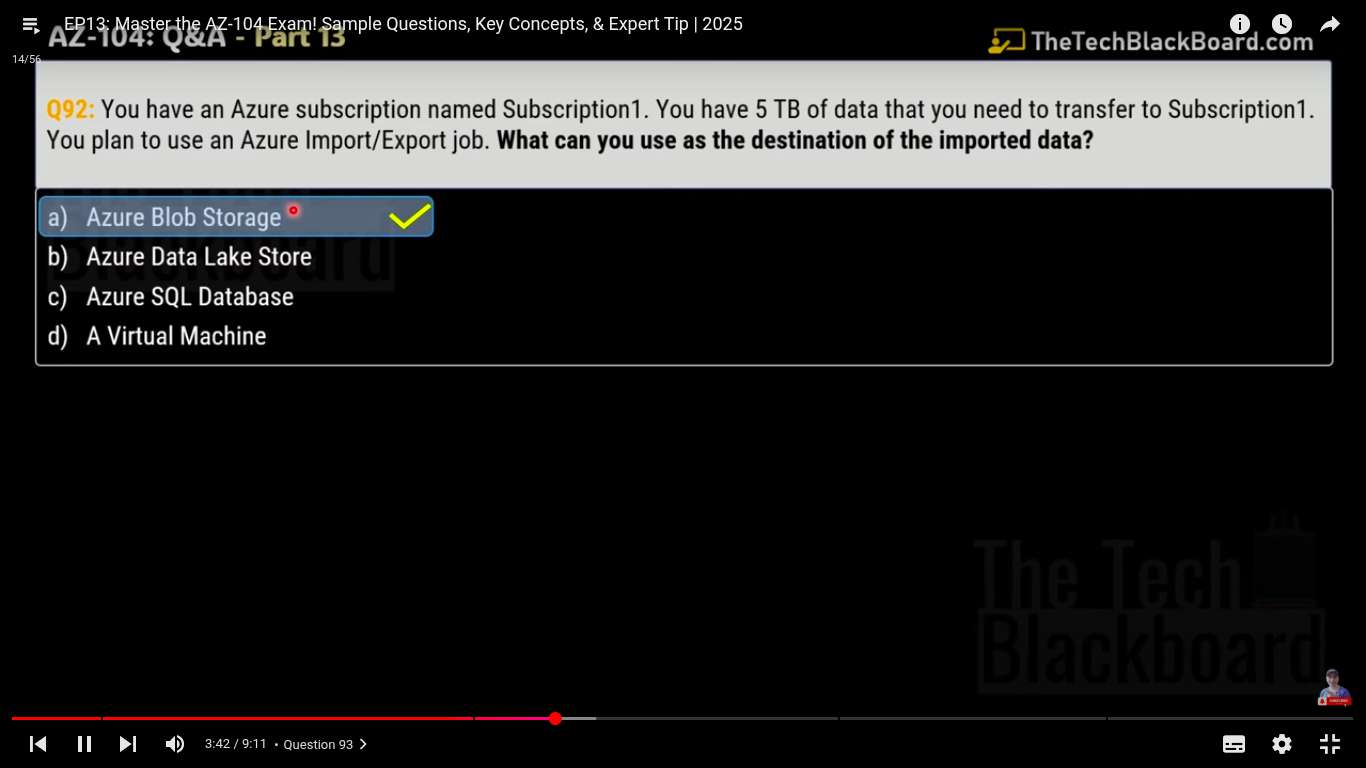 EP13: Master the AZ-104 Exam! Sample Questions, Key Concepts, & Expert Tip | 2025
AZ-104: Q&A - Part 13
TheTechBlackBoard.com
14/56
Q92: You have an Azure subscription named Subscription1. You have 5 TB of data that you need to transfer to Subscription1.
You plan to use an Azure Import/Export job. What can you use as the destination of the imported data?
a) Azure Blob Storage
b) Azure Data Lake Store
c) Azure SQL Database
d) A Virtual Machine
The Tech
Blackboard
3:42 / 9:11 • Question 93